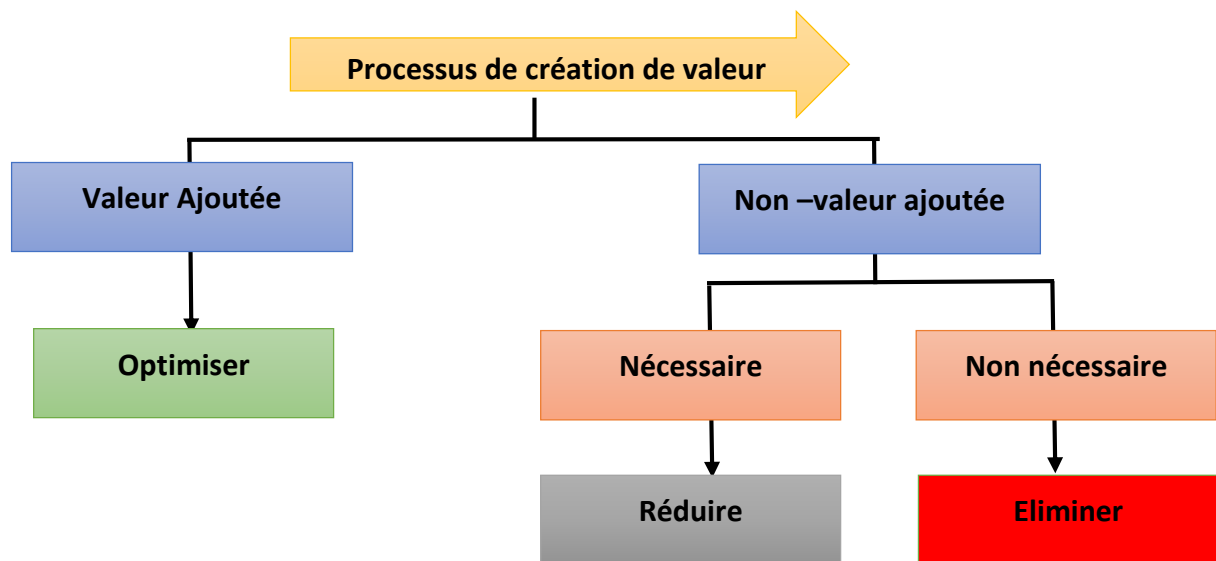 Processus de création de valeur
Valeur Ajoutée
Non –valeur ajoutée
Optimiser
Nécessaire
Non nécessaire
Réduire
Eliminer